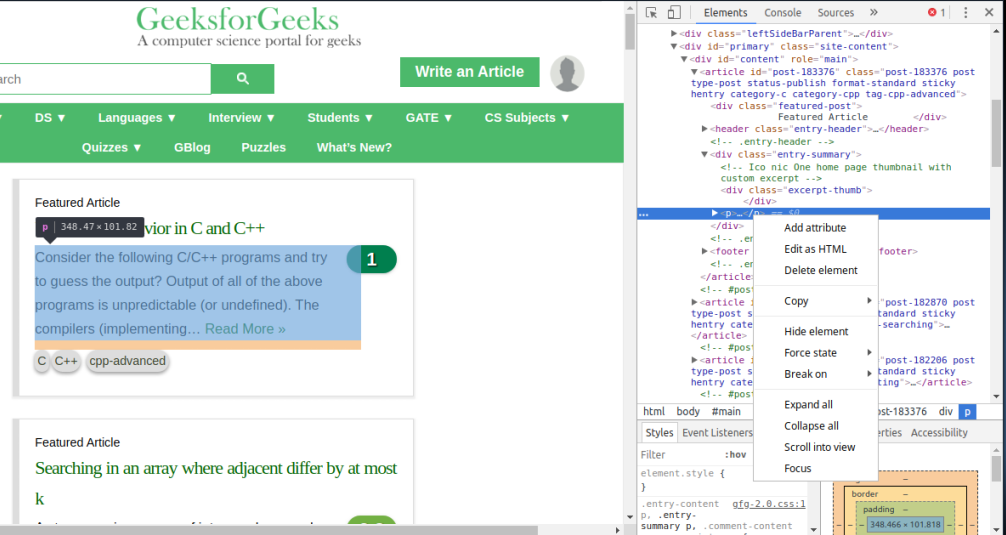 GeeksforGeeks
A computer science portal for geeks
arch
Write an Article
DS ▼ Languages ▼ Interview ▼ Students ▼ GATE ▼ CS Subjects ▼
Quizzes ▼ GBlog Puzzles What's New?
Featured Article
p | 348.47 × 101.82
vior in C and C++
Consider the following C/C++ programs and try
to guess the output? Output of all of the above
programs is unpredictable (or undefined). The
compilers (implementing… Read More »
1
C C++ cpp-advanced
Featured Article
Searching in an array where adjacent differ by at most
k
Elements Console Sources » 1
▶<div class="leftSideBarParent">…</div>
▼<div id="primary" class="site-content">
▼<div id="content" role="main">
▼<article id="post-183376" class="post-183376 post
type-post status-publish format-standard sticky
hentry category-c category-cpp tag-cpp-advanced">
<div class="featured-post">
Featured Article </div>
▶<header class="entry-header">…</header>
<!-- .entry-header -->
▼<div class="entry-summary">
<!-- Ico nic One home page thumbnail with
custom excerpt -->
<div class="excerpt-thumb">
</div>
… ▶<p>…</p> == $0
</div>
<!-- .en
▶<footer footer>
<!-- .en
</article>
<!-- #post
▶<article i ="post-182870 post
type-post s tandard sticky
hentry cate -searching">…
</article>
<!-- #post
▶<article i ="post-182206 post
type-post s tandard sticky
hentry cate ting">…</article>
<!-- #post
Add attribute
Edit as HTML
Delete element
Copy
Hide element
Force state
Break on
Expand all
Collapse all
Scroll into view
Focus
html body #main ost-183376 div p
Styles Event Listeners erties Accessibility
Filter :hov
element.style {
}
.entry-content gfg-2.0.css:1
p, .entry-
summary p, .comment-content
border –
padding –
– – – 348.466 × 101.818 – – –